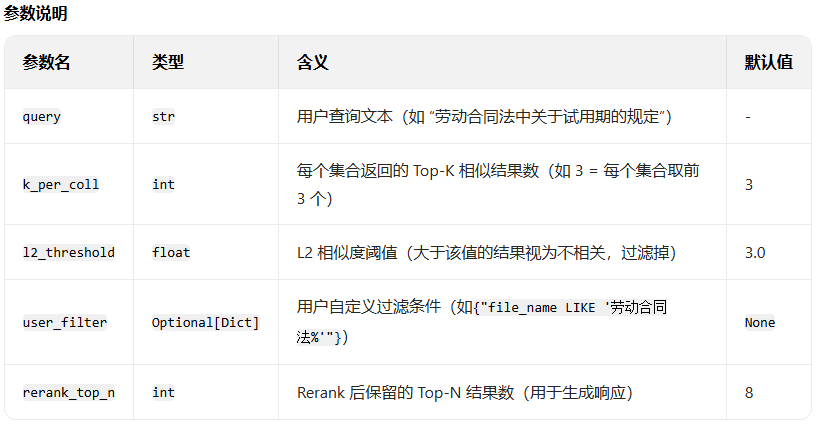 参数说明
参数名 类型 含义 默认值
query str 用户查询文本（如 “劳动合同法中关于试用期的规定”） -
k_per_coll int 每个集合返回的 Top-K 相似结果数（如 3 = 每个集合取前
3 个） 3
l2_threshold float L2 相似度阈值（大于该值的结果视为不相关，过滤掉） 3.0
user_filter Optional[Dict] 用户自定义过滤条件（如{"file_name LIKE '劳动合同
法%'"}） None
rerank_top_n int Rerank 后保留的 Top-N 结果数（用于生成响应） 8